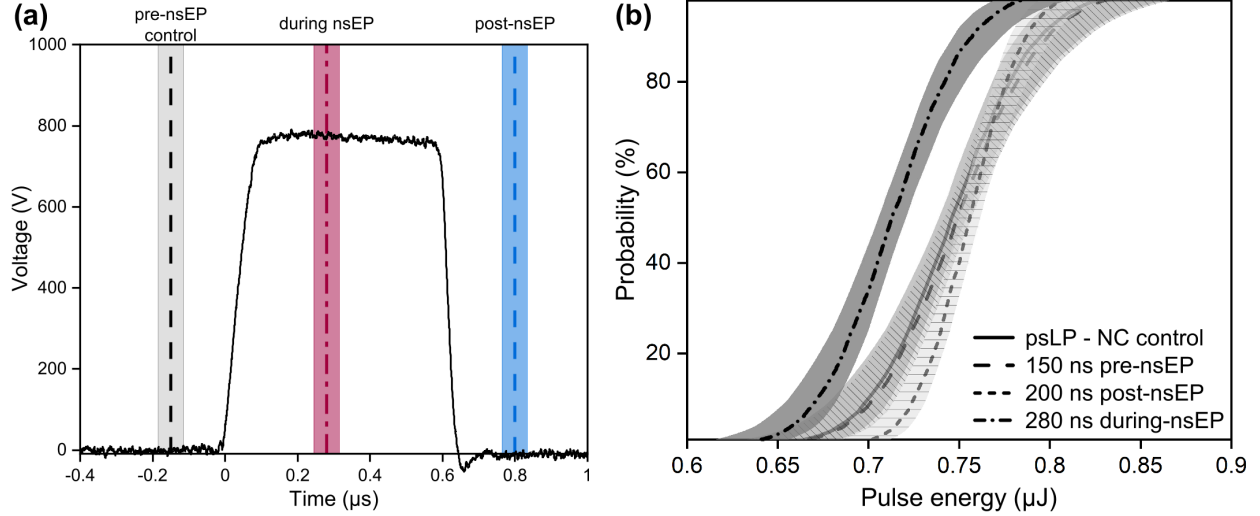 (a)
pre-nsEP
control
during nsEP
post-nsEP
1000
800
600
400
200
0
Voltage (V)
-0.4
-0.2
0
0.2
0.4
0.6
0.8
1
Time (µs)
(b)
80
60
40
20
Probability (%)
psLP - NC control
150 ns pre-nsEP
200 ns post-nsEP
280 ns during-nsEP
0.6
0.65
0.7
0.75
0.8
0.85
0.9
Pulse energy (µJ)